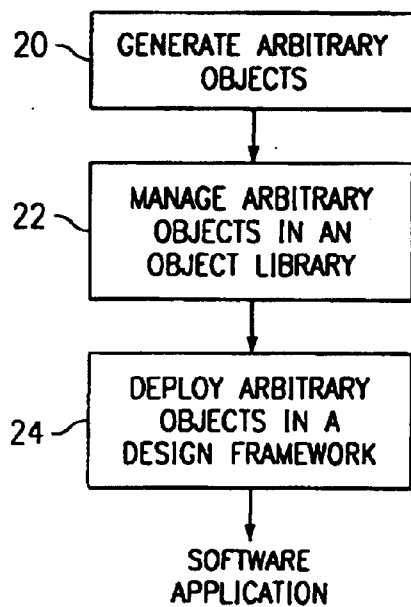 20
GENERATE ARBITRARY
OBJECTS
22
MANAGE ARBITRARY
OBJECTS IN AN
OBJECT LIBRARY
24
DEPLOY ARBITRARY
OBJECTS IN A
DESIGN FRAMEWORK
SOFTWARE
APPLICATION